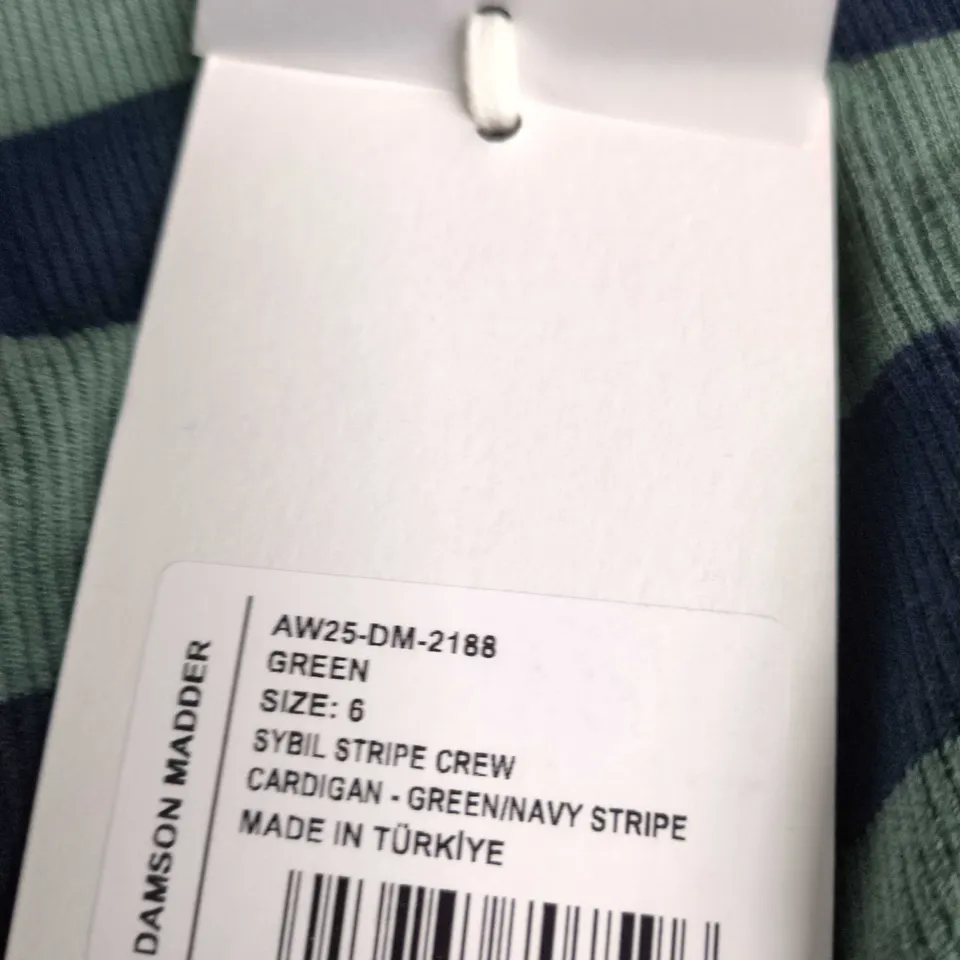 AW25-DM-2188
GREEN
SIZE: 6
SYBIL STRIPE CREW
CARDIGAN - GREEN/NAVY STRIPE
MADE IN TÜRKİYE
DAMSON MADDER